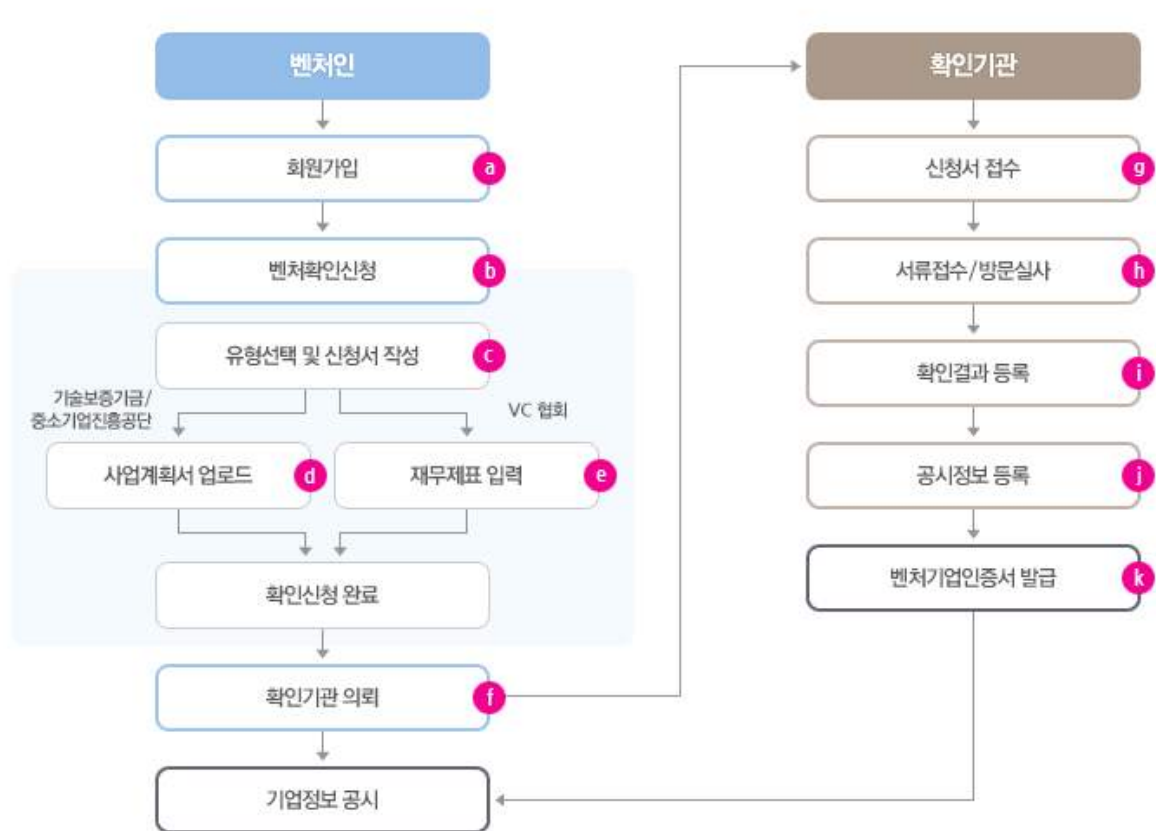 벤처인
회원가입
a
벤처확인신청
b
유형선택 및 신청서 작성
c
기술보증기금/
중소기업진흥공단
VC 협회
사업계획서 업로드
d
재무제표 입력
e
확인신청 완료
확인기관 의뢰
f
기업정보 공시
확인기관
신청서 접수
g
서류접수/방문실사
h
확인결과 등록
i
공시정보 등록
j
벤처기업인증서 발급
k